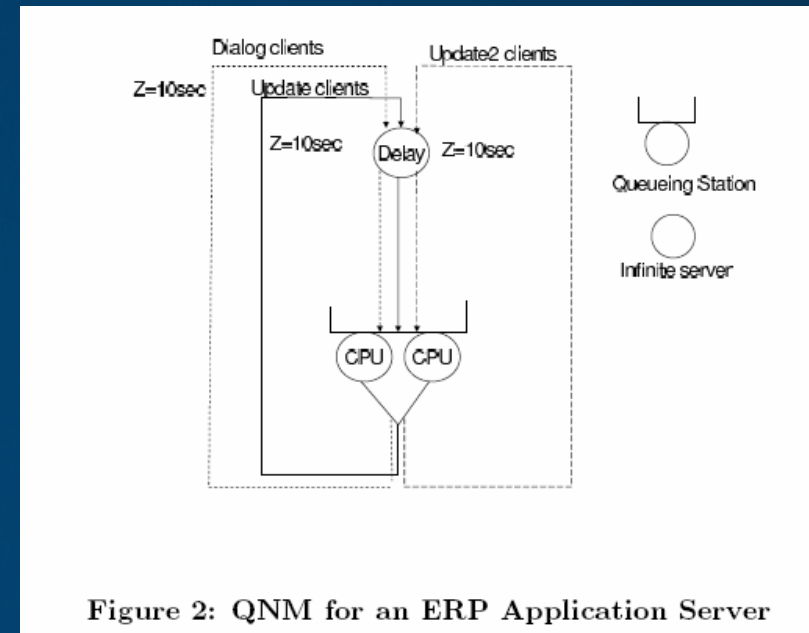 Dialog clients
Update2 clients
Z=10sec
Update clients
Z=10sec
Delay
Z=10sec
Queueing Station
Infinite server
CPU
CPU
Figure 2: QNM for an ERP Application Server